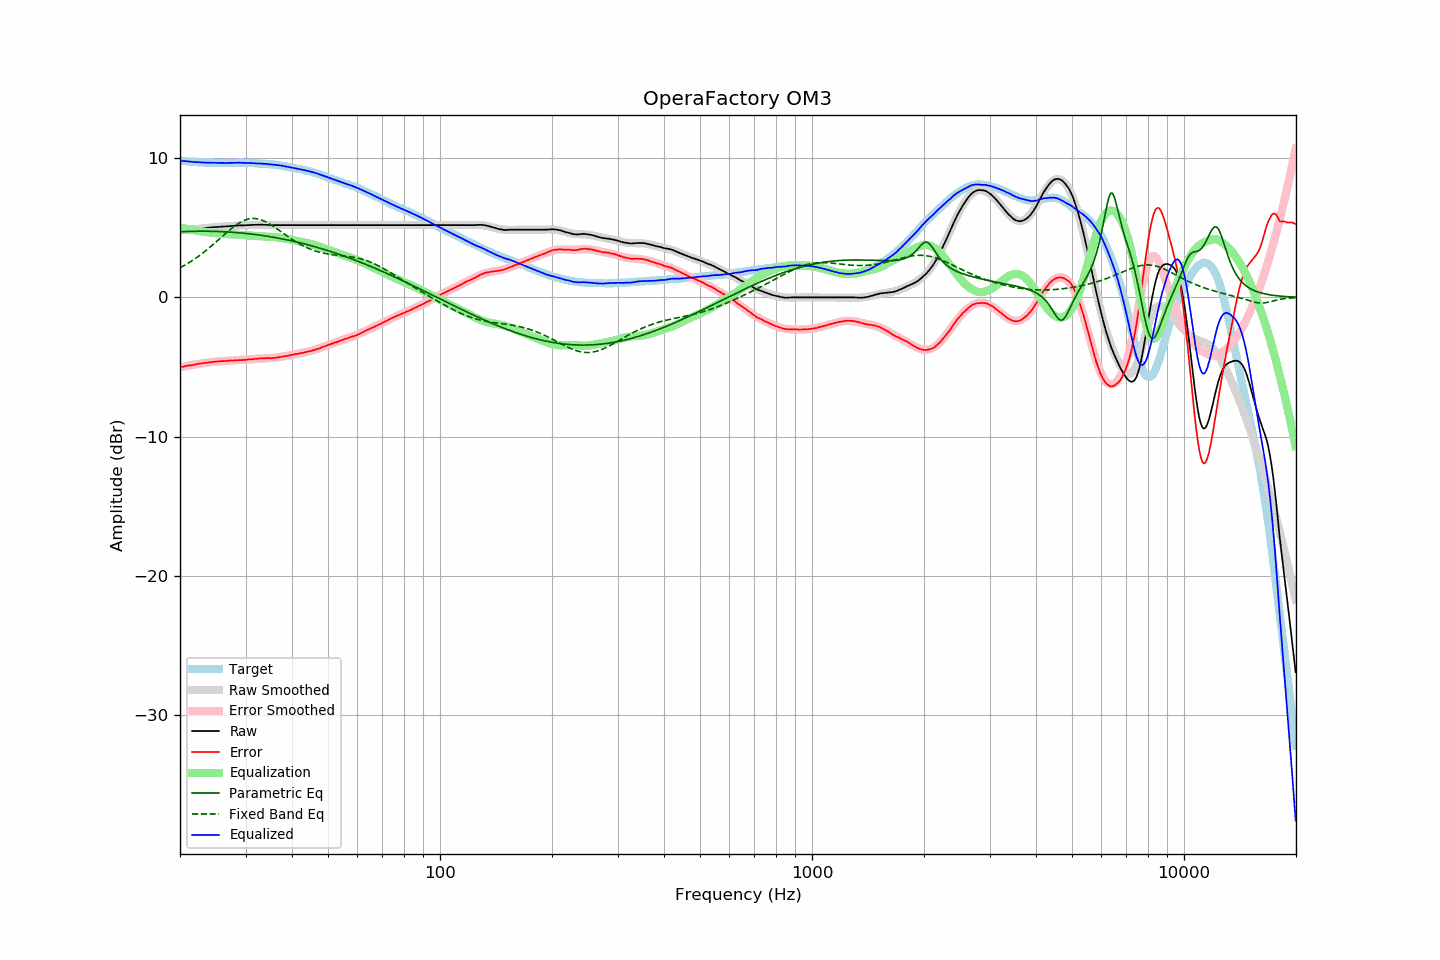 OperaFactory OM3
10
0
−10
−20
−30
Amplitude (dBr)
Target
Raw Smoothed
Error Smoothed
Raw
Error
Equalization
Parametric Eq
Fixed Band Eq
Equalized
100
1000
10000
Frequency (Hz)